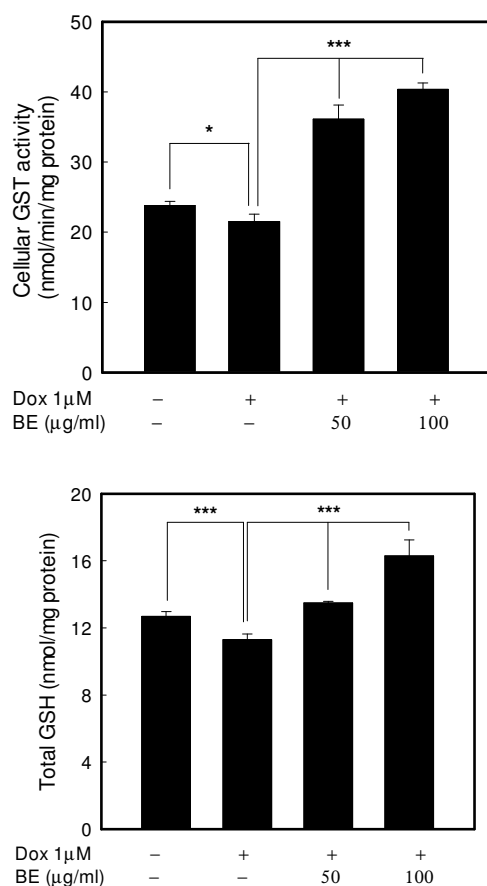 50
40
30
20
10
0
Cellular GST activity
(nmol/min/mg protein)
*
***
Dox 1μM – + + +
BE (μg/ml) – – 50 100
20
16
12
8
4
0
Total GSH (nmol/mg protein)
***
***
Dox 1μM – + + +
BE (μg/ml) – – 50 100